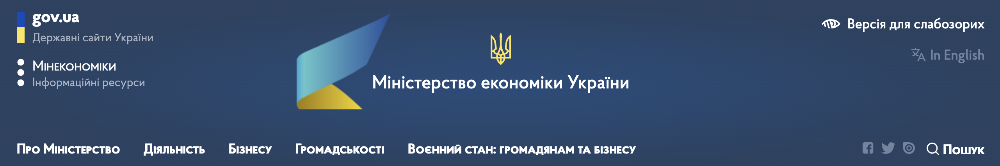 gov.ua
Державні сайти України
Мінекономіки
Інформаційні ресурси
Міністерство економіки України
Версія для слабозорих
In English
Про Міністерство
Діяльність
Бізнесу
Громадськості
Воєнний стан: громадянам та бізнесу
Пошук